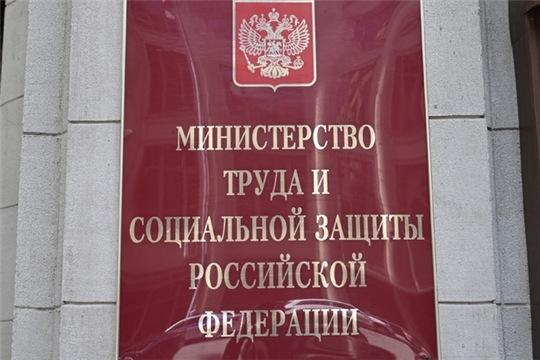 МИНИСТЕРСТВО
ТРУДА И
СОЦИАЛЬНОЙ ЗАЩИТЫ
РОССИЙСКОЙ
ФЕДЕРАЦИИ